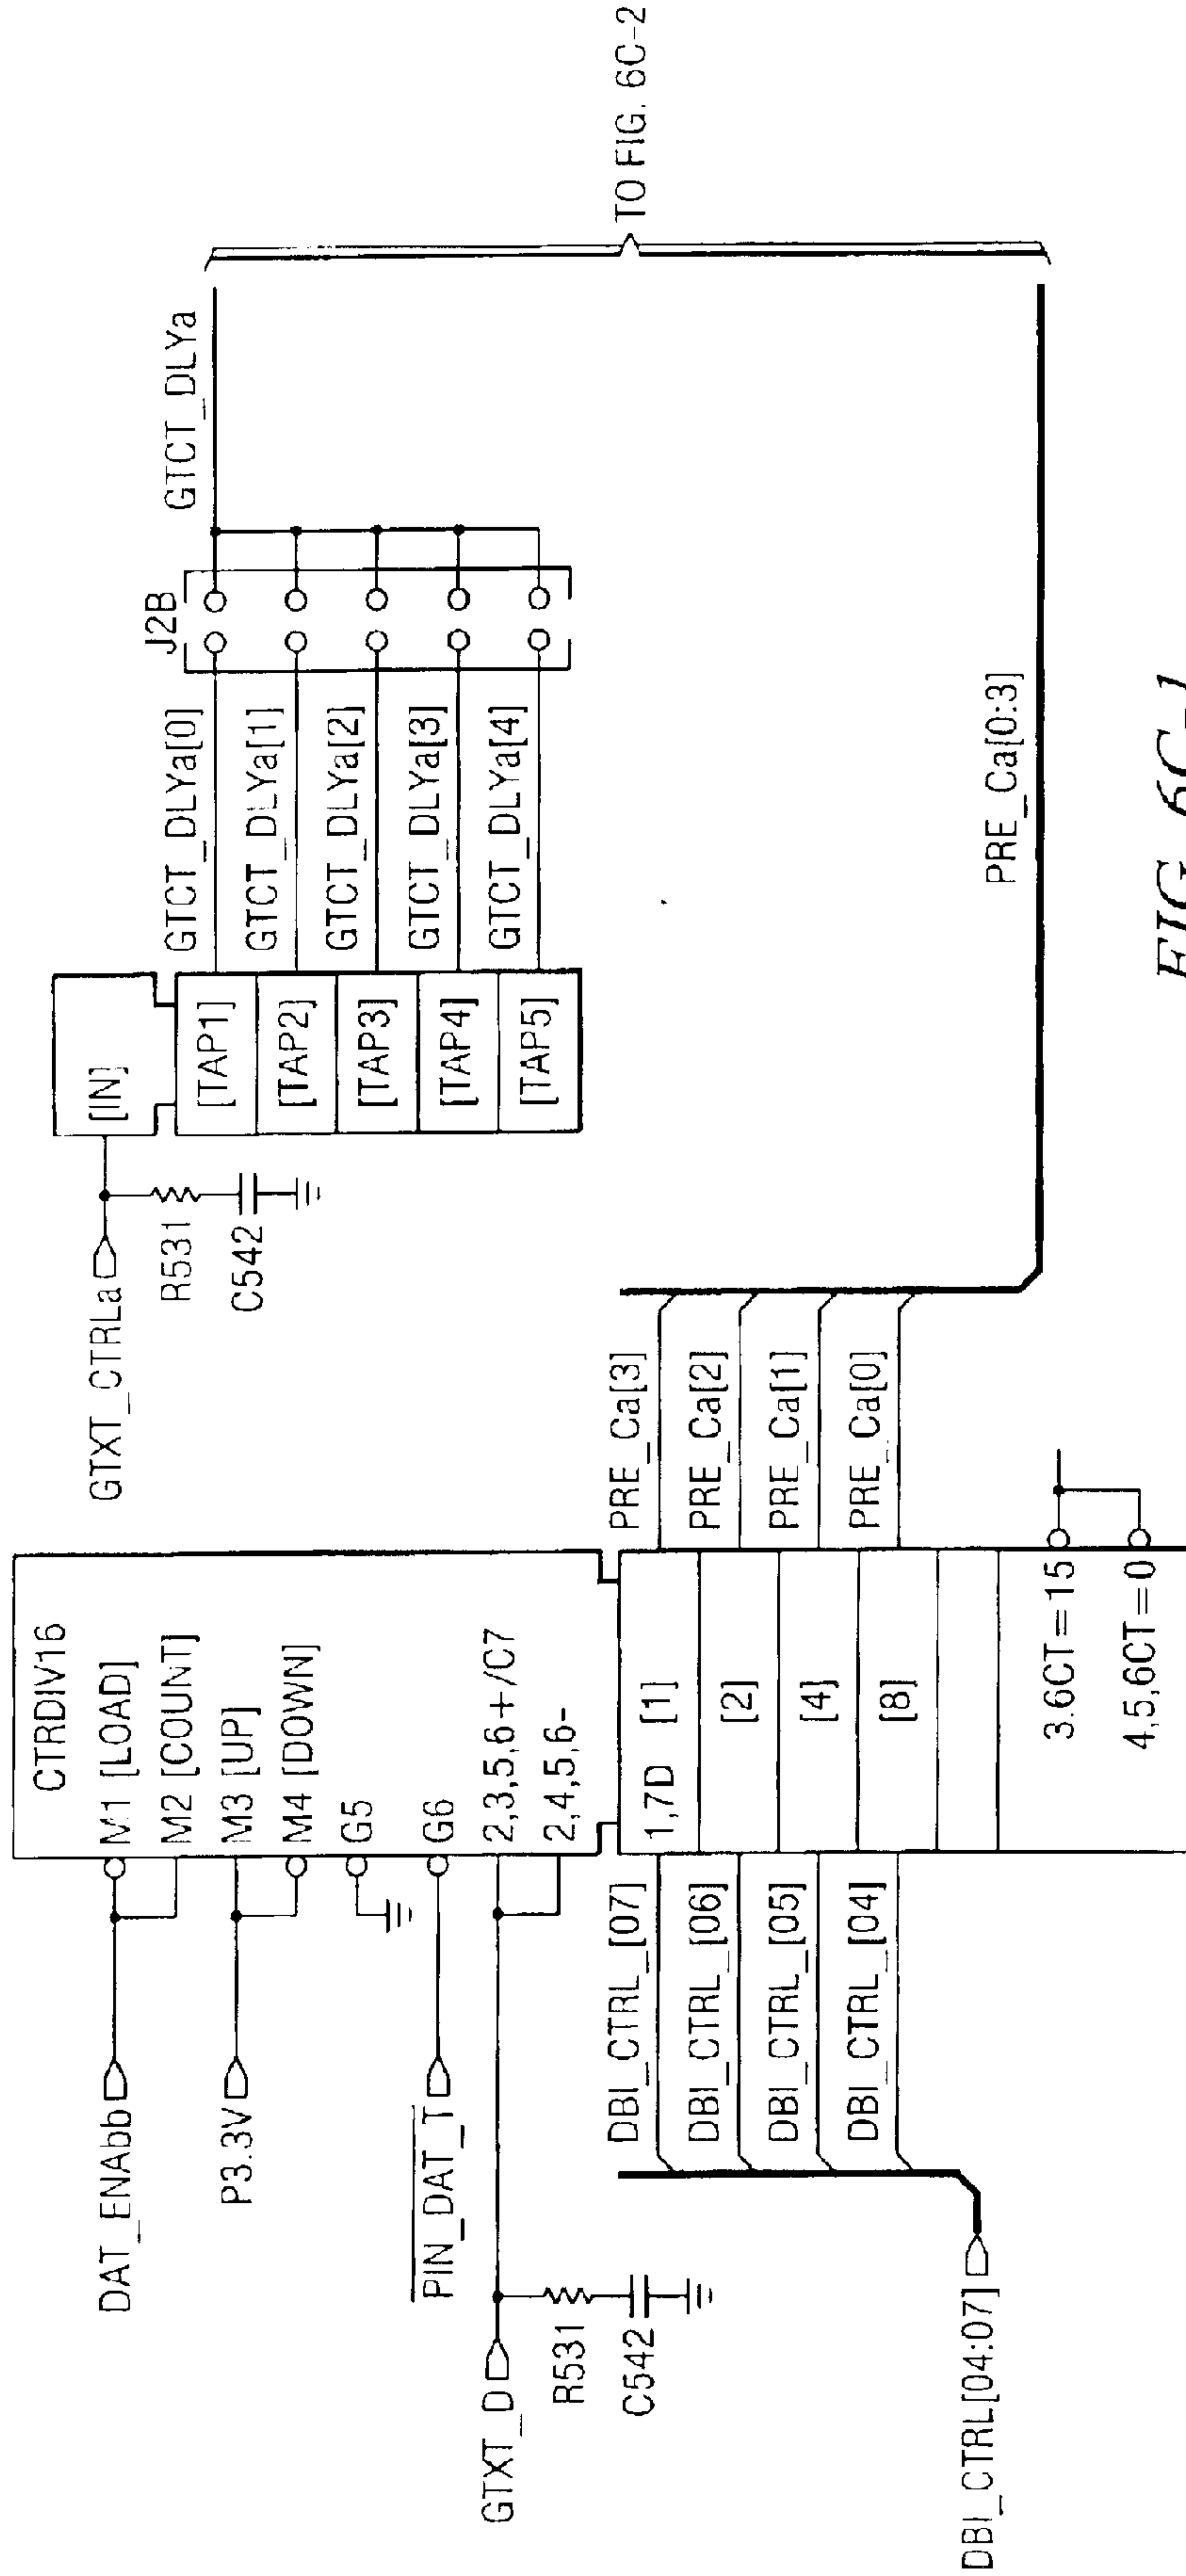 DAT_ENAbb
P3.3V
PIN_DAT_T
GTXT_D
R531
C542
DBI_CTRL[04:07]
CTRDIV16
M1 [LOAD]
M2 [COUNT]
M3 [UP]
M4 [DOWN]
G5
G6
2,3,5,6+/C7
2,4,5,6-
DBI_CTRL_[07]
DBI_CTRL_[06]
DBI_CTRL_[05]
DBI_CTRL_[04]
1,7D [1]
[2]
[4]
[8]
3.6CT=15
4,5,6CT=0
PRE_Ca[3]
PRE_Ca[2]
PRE_Ca[1]
PRE_Ca[0]
GTXT_CTRLa
R531
C542
[IN]
[TAP1]
[TAP2]
[TAP3]
[TAP4]
[TAP5]
GTCT_DLYa[0]
GTCT_DLYa[1]
GTCT_DLYa[2]
GTCT_DLYa[3]
GTCT_DLYa[4]
J2B
GTCT_DLYa
PRE_Ca[0:3]
TO FIG. 6C-2
FIG. 6C-1